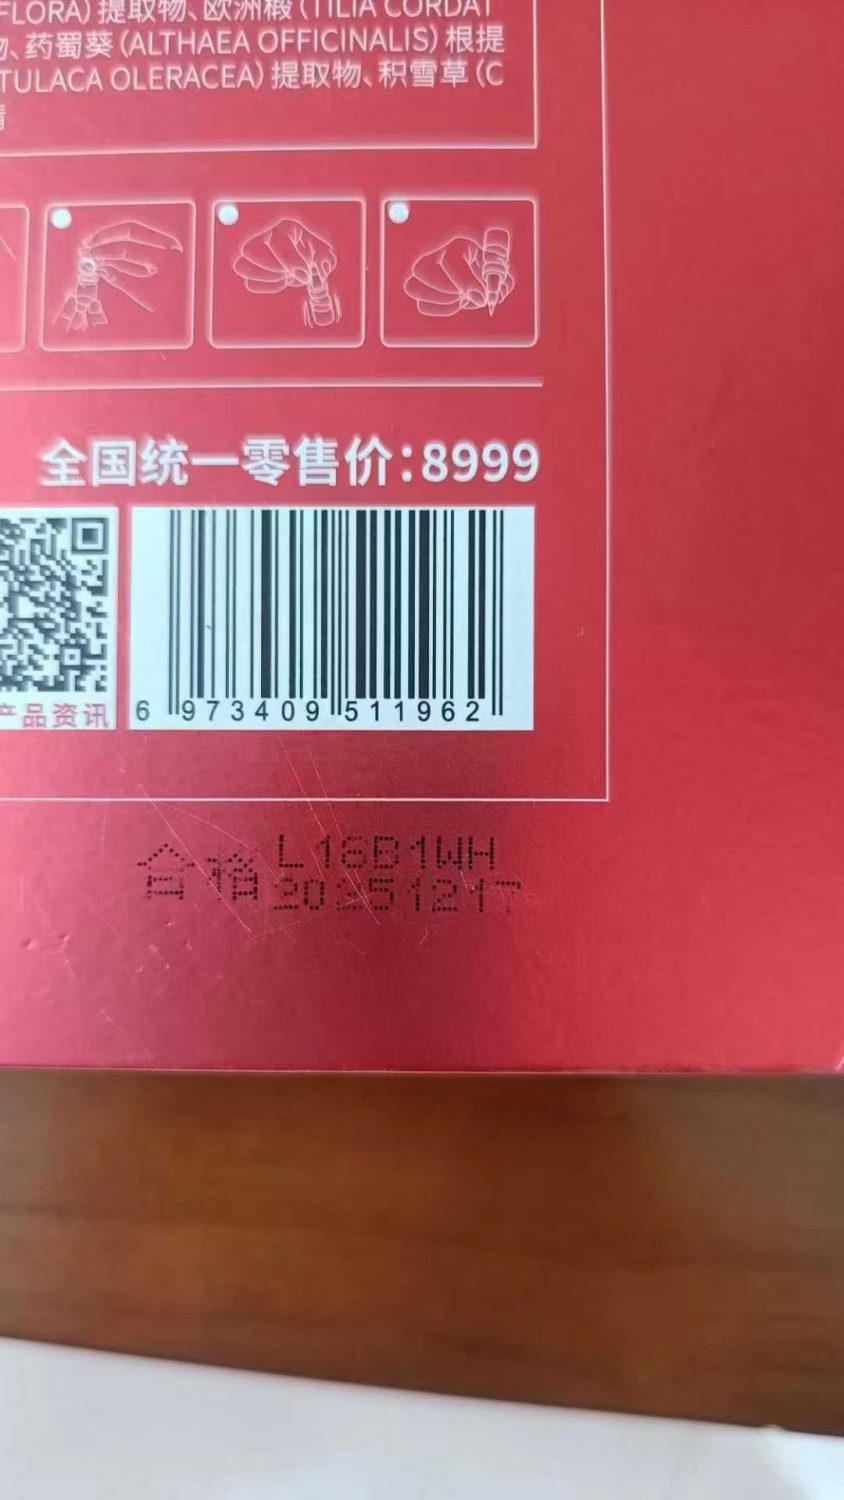 FLORA) 提取物、欧洲椴 (TILIA CORDAT
、药蜀葵 (ALTHAEA OFFICINALIS) 根提
TULACA OLERACEA) 提取物、积雪草 (C
全国统一零售价:8999
产品资讯
6 973409 511962
合格 L16B1WH
20251217